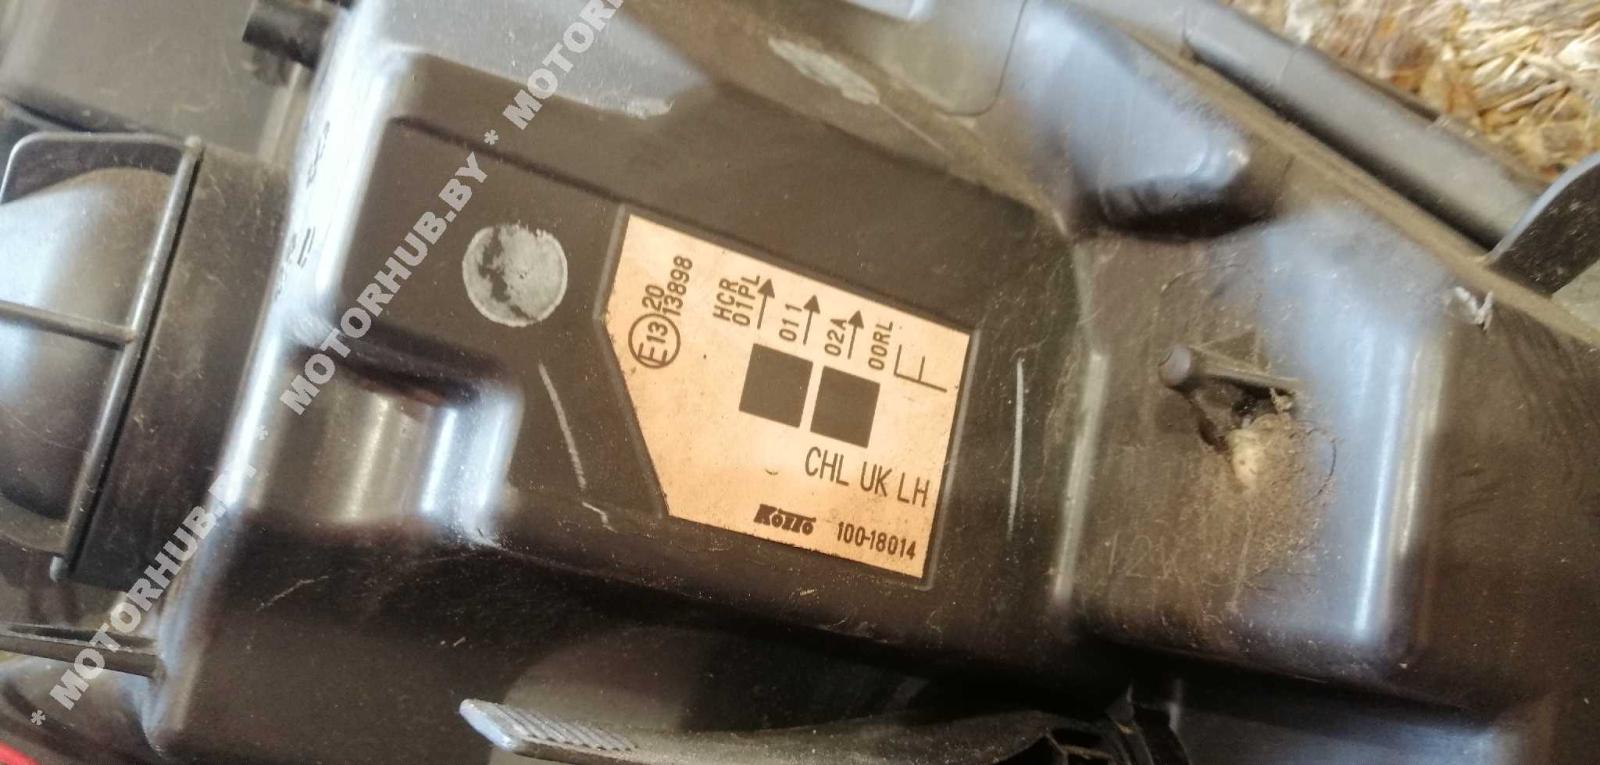 * MOTORHUB.BY * MOTORHUB.BY * MOTORHUB.BY * MOTORH
E13
20
13898
HCR
01PL
011
02A
00RL
CHL UK LH
KOITO 100-18014